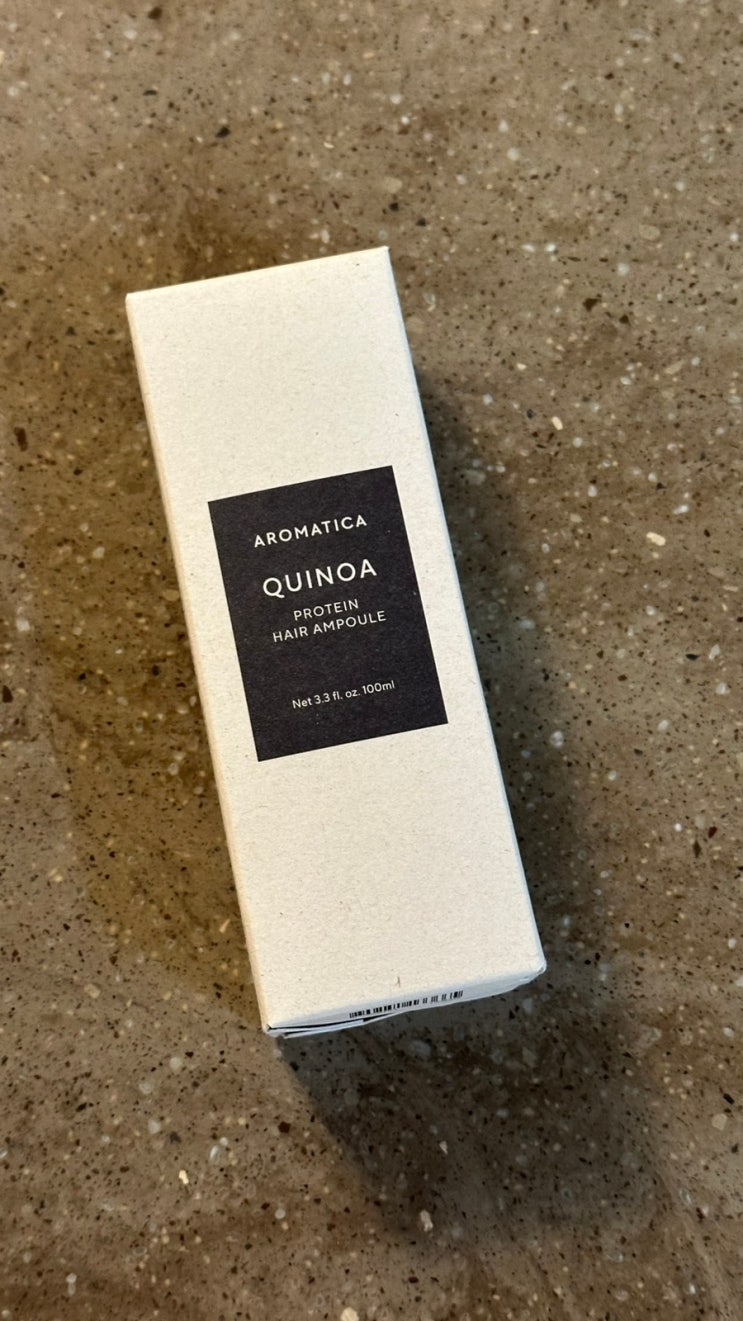 AROMATICA
QUINOA
PROTEIN
HAIR AMPOULE
Net 3.3 fl. oz. 100ml